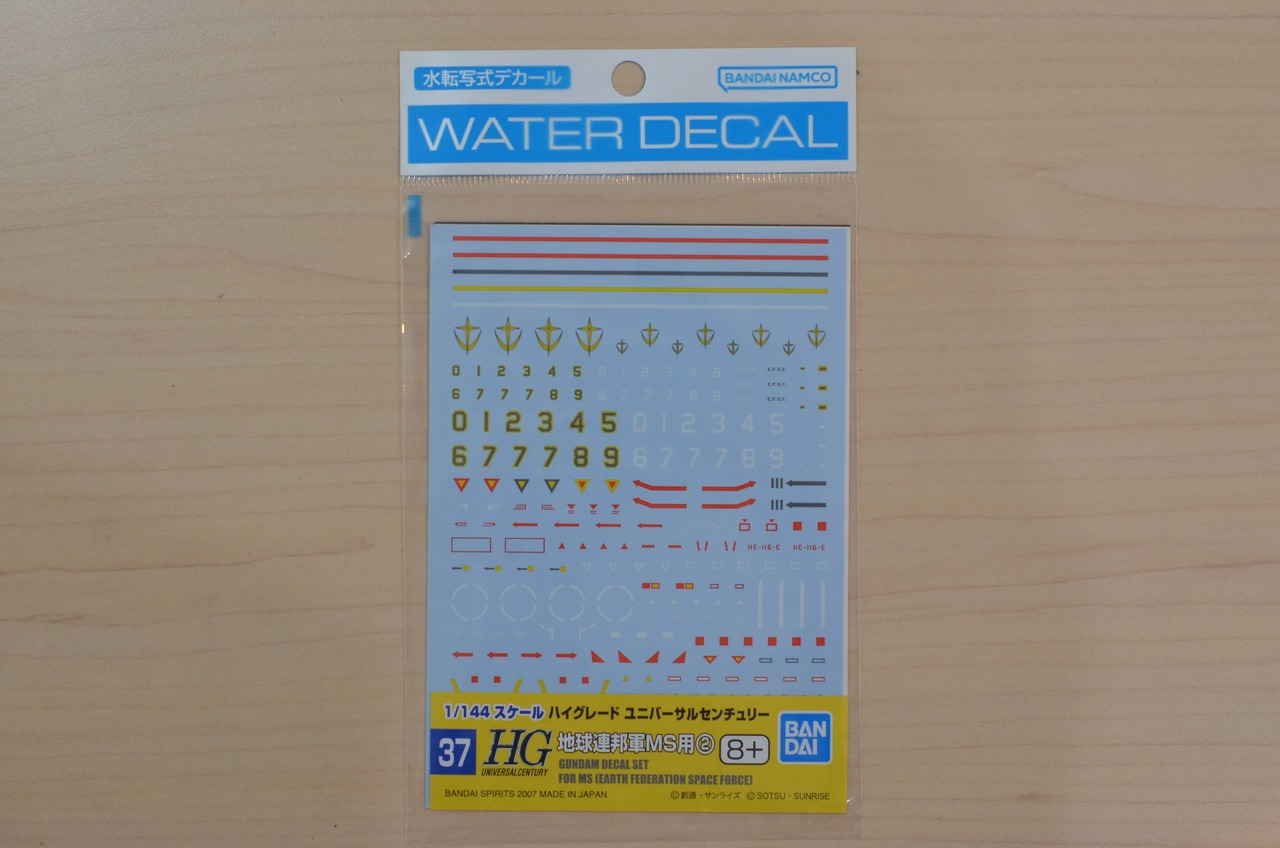 水転写式デカール
BANDAI NAMCO
WATER DECAL
0 1 2 3 4 5 0 1 2 3 4 5 E.F.S.F.
E.F.S.F.
6 7 7 7 8 9 6 7 7 7 8 9 E.F.S.F.
0 1 2 3 4 5 0 1 2 3 4 5
6 7 7 7 8 9 6 7 7 7 8 9
HE-116-E HE-116-E
1/144 スケール ハイグレード ユニバーサルセンチュリー
BAN
DAI
37 HG 地球連邦軍MS用② 8+
UNIVERSAL CENTURY
GUNDAM DECAL SET
FOR MS (EARTH FEDERATION SPACE FORCE)
BANDAI SPIRITS 2007 MADE IN JAPAN
©創通・サンライズ ©SOTSU・SUNRISE